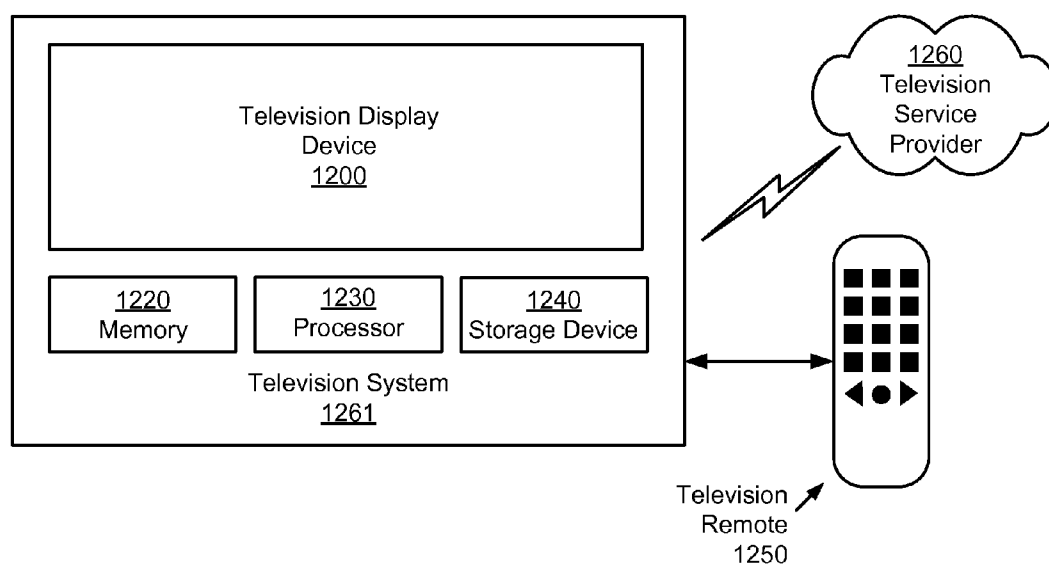 Television Display
Device
1200
1220
Memory
1230
Processor
1240
Storage Device
Television System
1261
1260
Television
Service
Provider
Television
Remote
1250